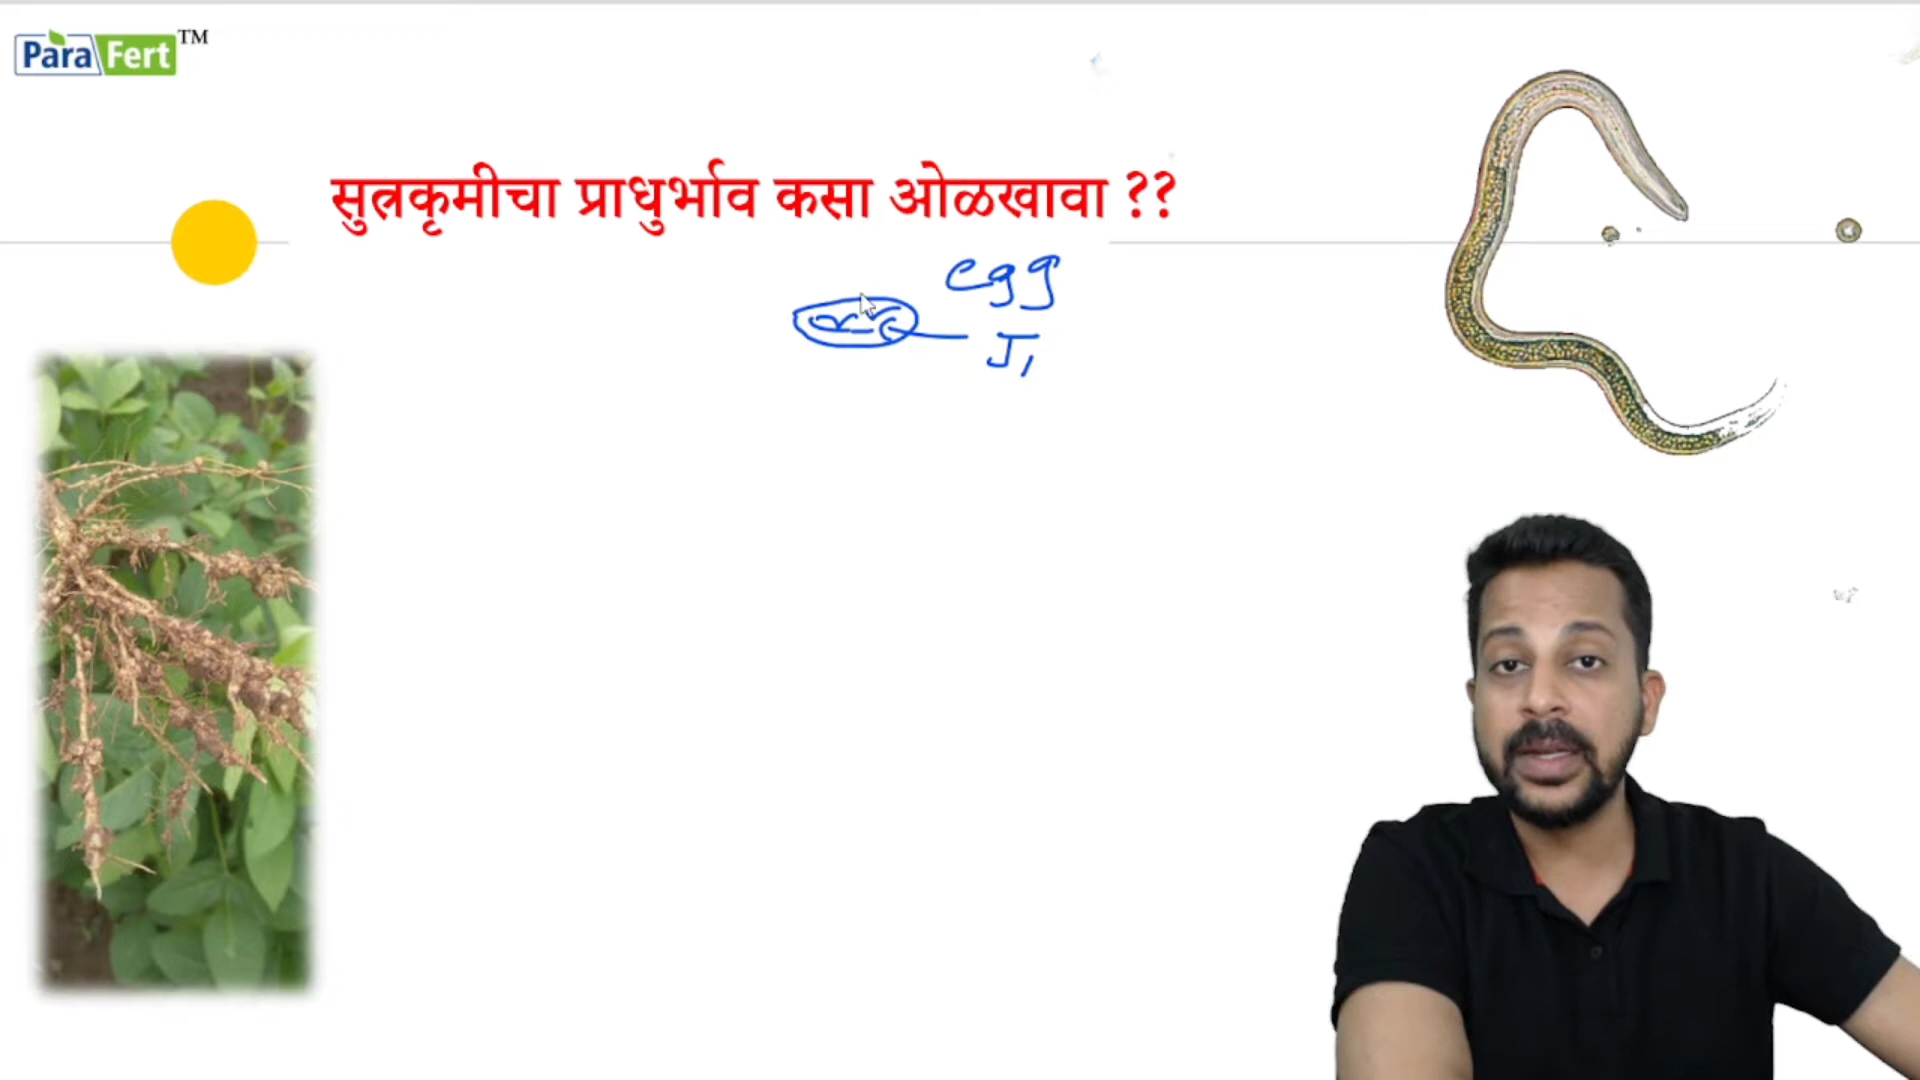 ParaFert™
सुत्रकृमीचा प्राधुर्भाव कसा ओळखावा ??
egg
J₁